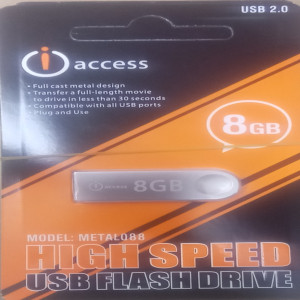 USB 2.0
i access
• Full cast metal design
• Transfer a full-length movie
to drive in less than 30 seconds
• Compatible with all USB ports
• Plug and Use
8GB
i access 8GB
MODEL: METAL088
HIGH SPEED
USB FLASH DRIVE